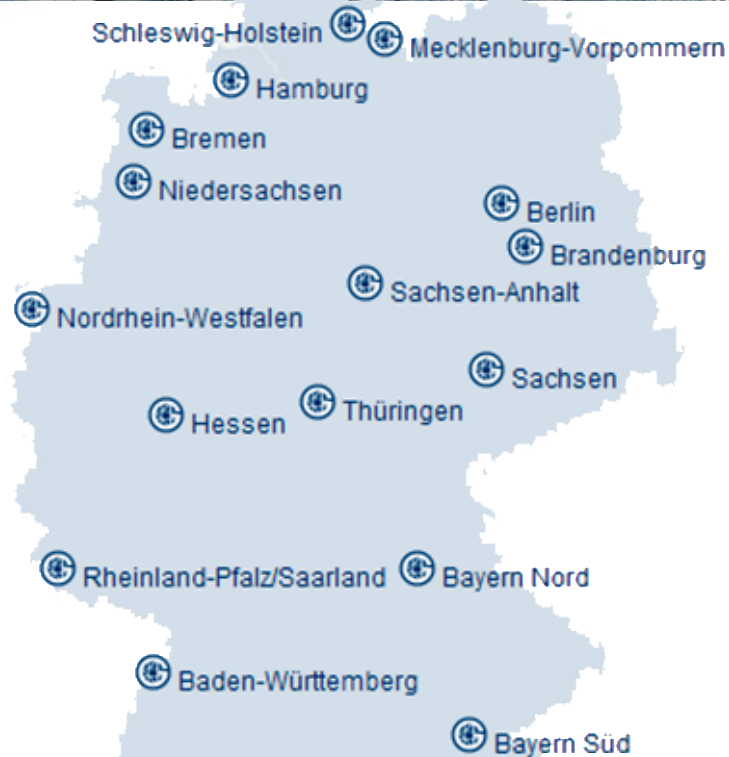 Schleswig-Holstein
Mecklenburg-Vorpommern
Hamburg
Bremen
Niedersachsen
Berlin
Brandenburg
Sachsen-Anhalt
Nordrhein-Westfalen
Sachsen
Thüringen
Hessen
Rheinland-Pfalz/Saarland
Bayern Nord
Baden-Württemberg
Bayern Süd